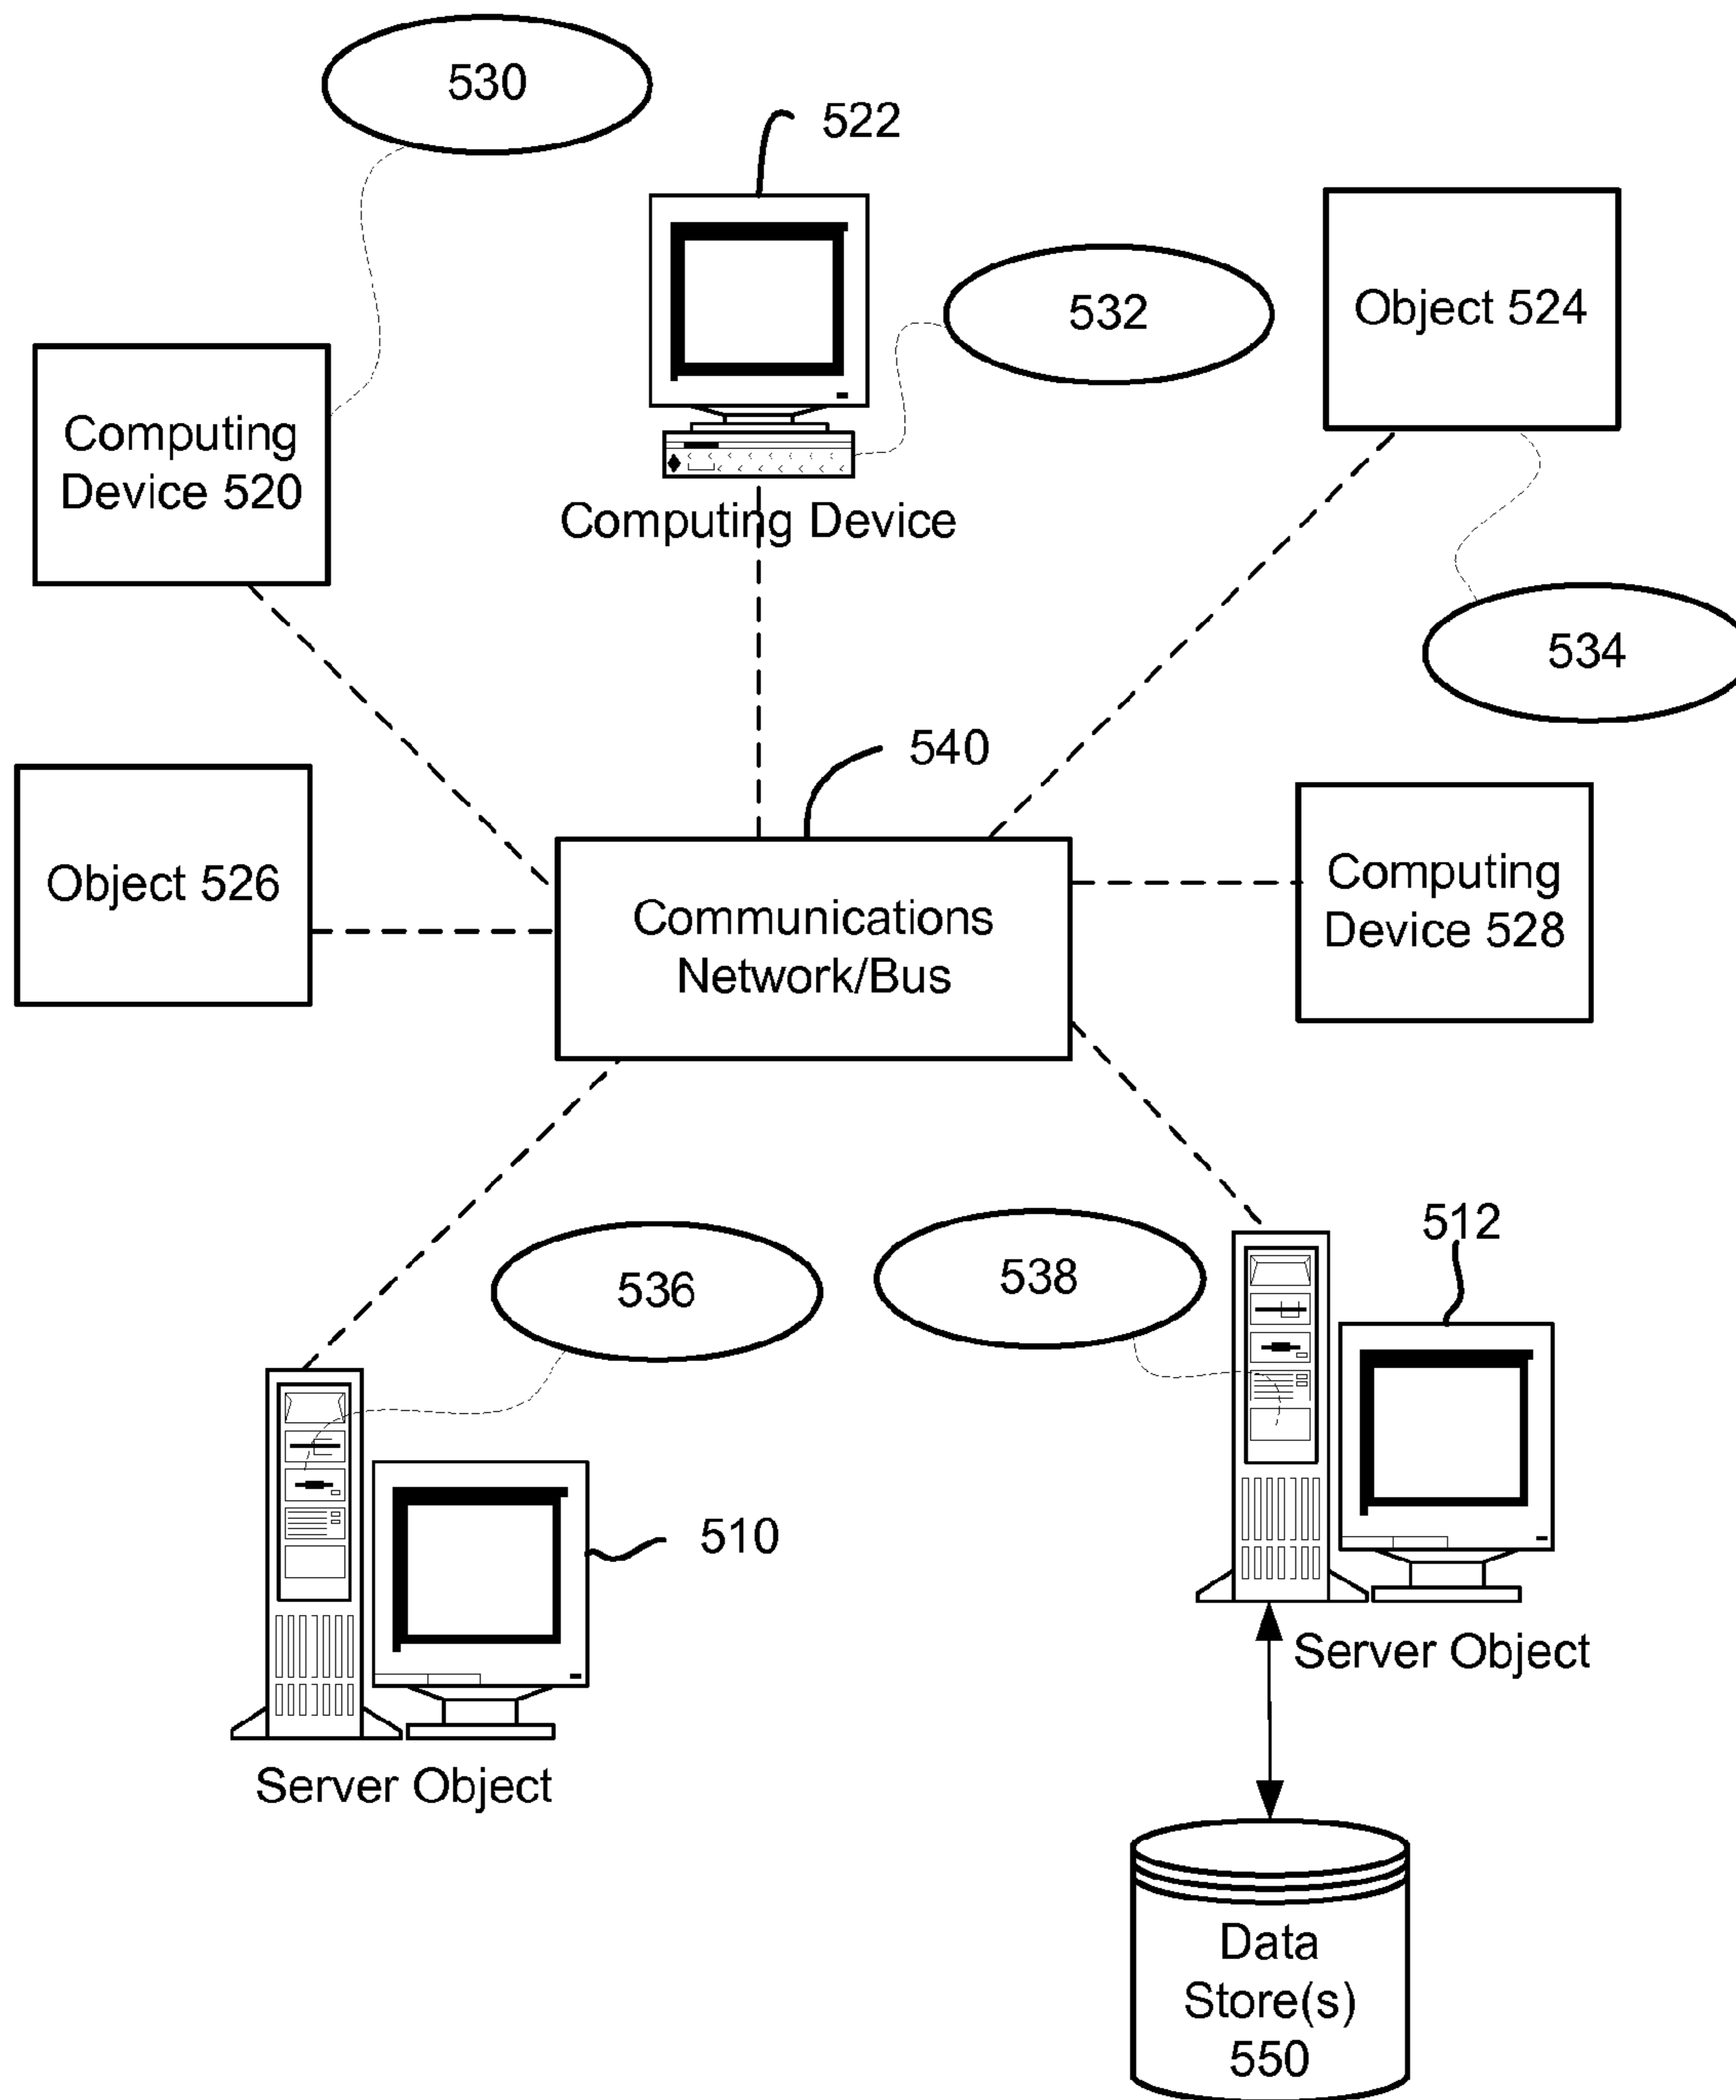 530
522
532
Object 524
Computing
Device 520
Computing Device
534
540
Object 526
Communications
Network/Bus
Computing
Device 528
536
538
512
510
Server Object
Server Object
Data
Store(s)
550